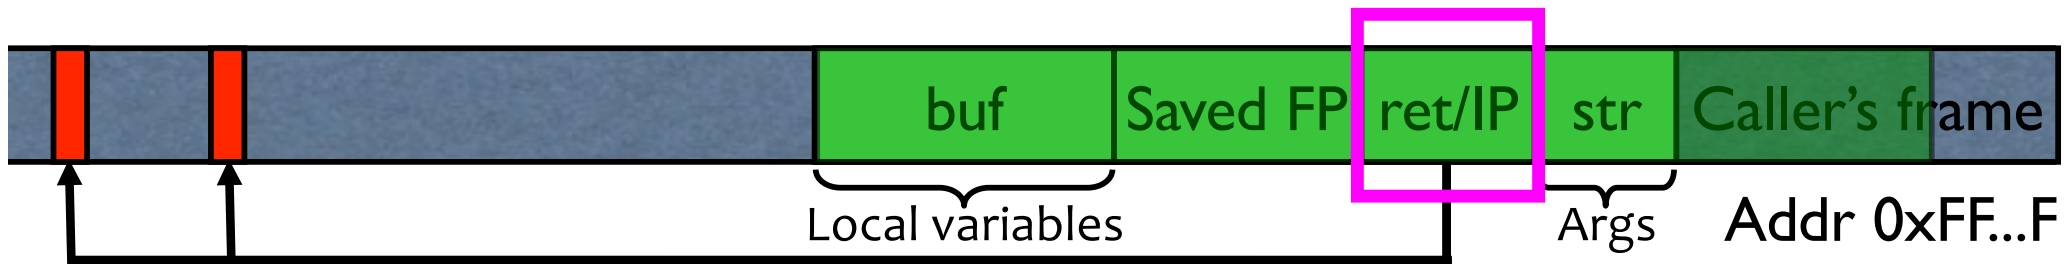 buf Saved FP ret/IP str Caller's frame
Local variables Args Addr 0xFF...F